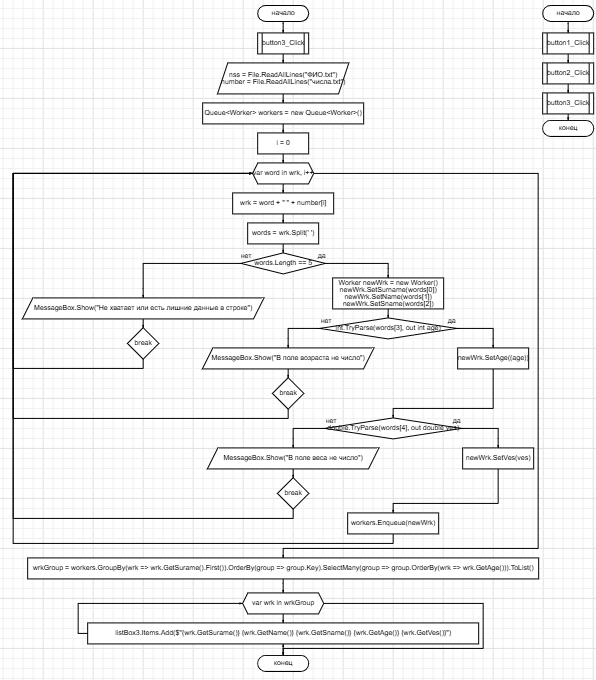 начало
начало
button3_Click
button1_Click
nss = File.ReadAllLines("ФИО.txt")
number = File.ReadAllLines("числа.txt")
button2_Click
Queue<Worker> workers = new Queue<Worker>()
button3_Click
конец
i = 0
var word in wrk, i++
wrk = word + " " + number[i]
words = wrk.Split(' ')
нет
да
words.Length == 5
Worker newWrk = new Worker()
newWrk.SetSurname(words[0])
newWrk.SetName(words[1])
newWrk.SetSname(words[2])
MessageBox.Show("Не хватает или есть лишние данные в строке")
break
нет
да
int.TryParse(words[3], out int age)
MessageBox.Show("В поле возраста не число")
newWrk.SetAge((age))
break
нет
да
double.TryParse(words[4], out double ves)
MessageBox.Show("В поле веса не число")
newWrk.SetVes(ves)
break
workers.Enqueue(newWrk)
wrkGroup = workers.GroupBy(wrk => wrk.GetSurame().First()).OrderBy(group => group.Key).SelectMany(group => group.OrderBy(wrk => wrk.GetAge())).ToList()
var wrk in wrkGroup
listBox3.Items.Add($"{wrk.GetSurame()} {wrk.GetName()} {wrk.GetSname()} {wrk.GetAge()} {wrk.GetVes()}")
конец